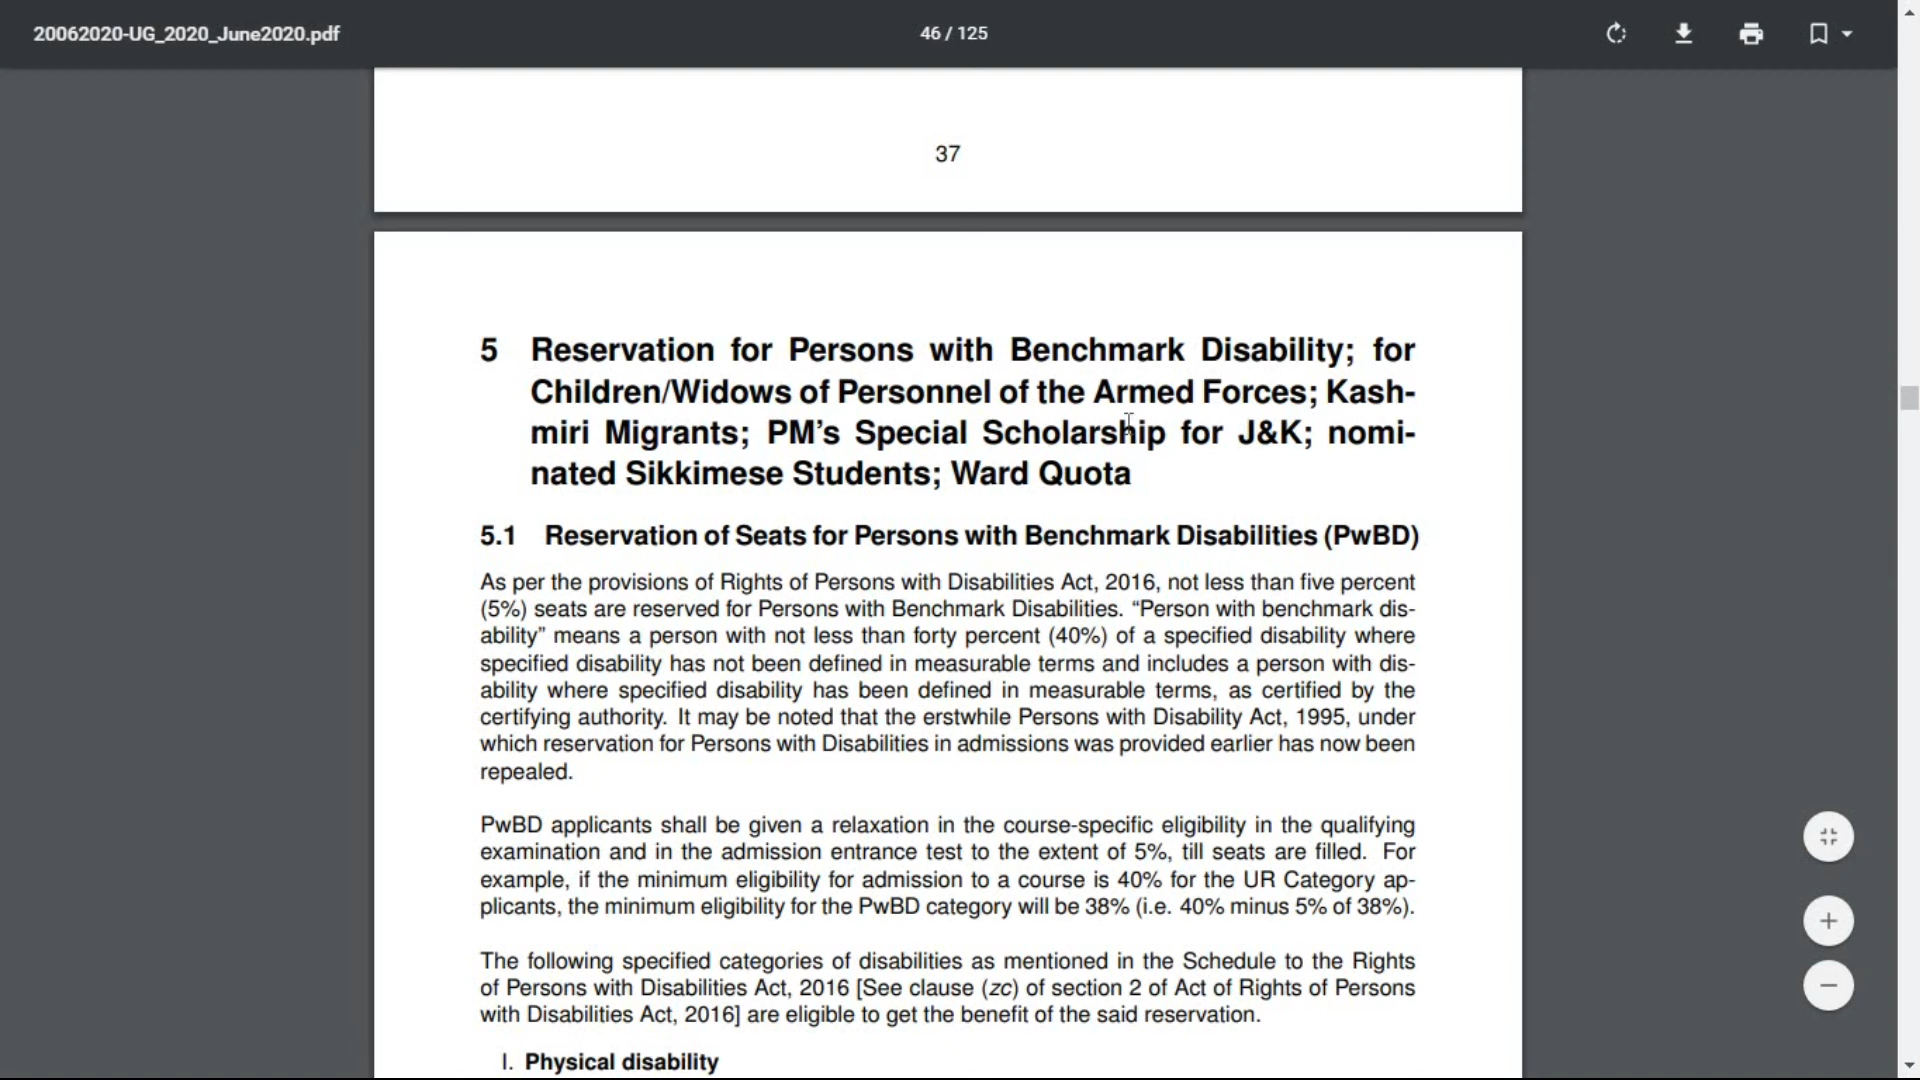 20062020-UG_2020_June2020.pdf
46 / 125
37
5 Reservation for Persons with Benchmark Disability; for
Children/Widows of Personnel of the Armed Forces; Kash-
miri Migrants; PM’s Special Scholarship for J&K; nomi-
nated Sikkimese Students; Ward Quota
5.1 Reservation of Seats for Persons with Benchmark Disabilities (PwBD)
As per the provisions of Rights of Persons with Disabilities Act, 2016, not less than five percent
(5%) seats are reserved for Persons with Benchmark Disabilities. “Person with benchmark dis-
ability” means a person with not less than forty percent (40%) of a specified disability where
specified disability has not been defined in measurable terms and includes a person with dis-
ability where specified disability has been defined in measurable terms, as certified by the
certifying authority. It may be noted that the erstwhile Persons with Disability Act, 1995, under
which reservation for Persons with Disabilities in admissions was provided earlier has now been
repealed.
PwBD applicants shall be given a relaxation in the course-specific eligibility in the qualifying
examination and in the admission entrance test to the extent of 5%, till seats are filled. For
example, if the minimum eligibility for admission to a course is 40% for the UR Category ap-
plicants, the minimum eligibility for the PwBD category will be 38% (i.e. 40% minus 5% of 38%).
The following specified categories of disabilities as mentioned in the Schedule to the Rights
of Persons with Disabilities Act, 2016 [See clause (zc) of section 2 of Act of Rights of Persons
with Disabilities Act, 2016] are eligible to get the benefit of the said reservation.
I. Physical disability